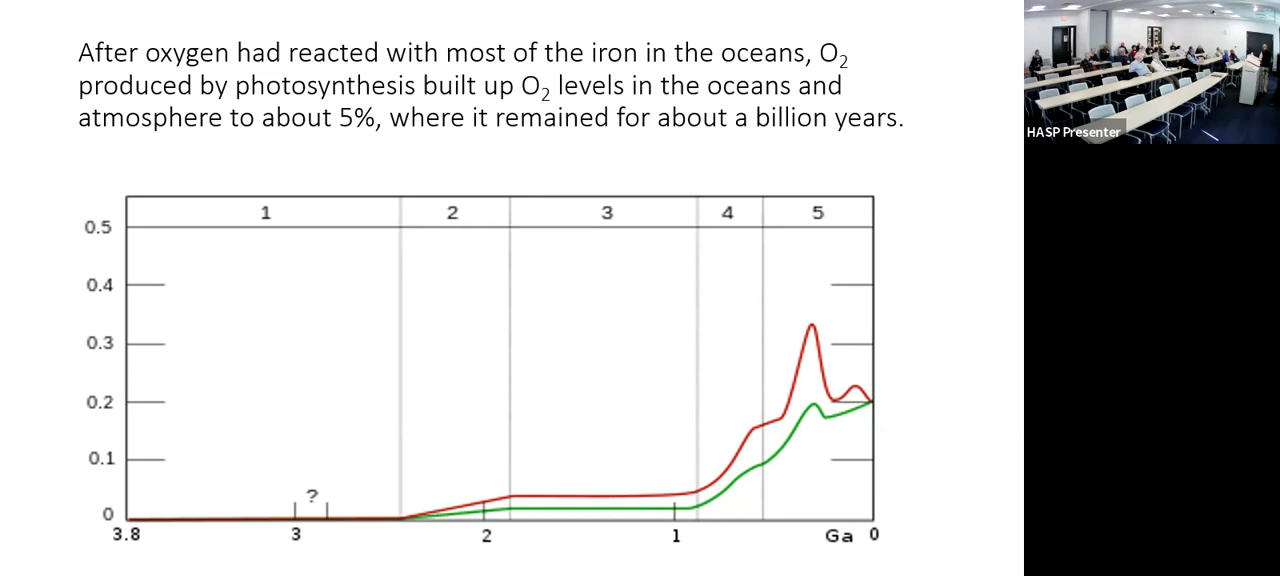 After oxygen had reacted with most of the iron in the oceans, O₂
produced by photosynthesis built up O₂ levels in the oceans and
atmosphere to about 5%, where it remained for about a billion years.
HASP Presenter
1 2 3 4 5
0.5
0.4
0.3
0.2
0.1
?
0
3.8 3 2 1 Ga 0